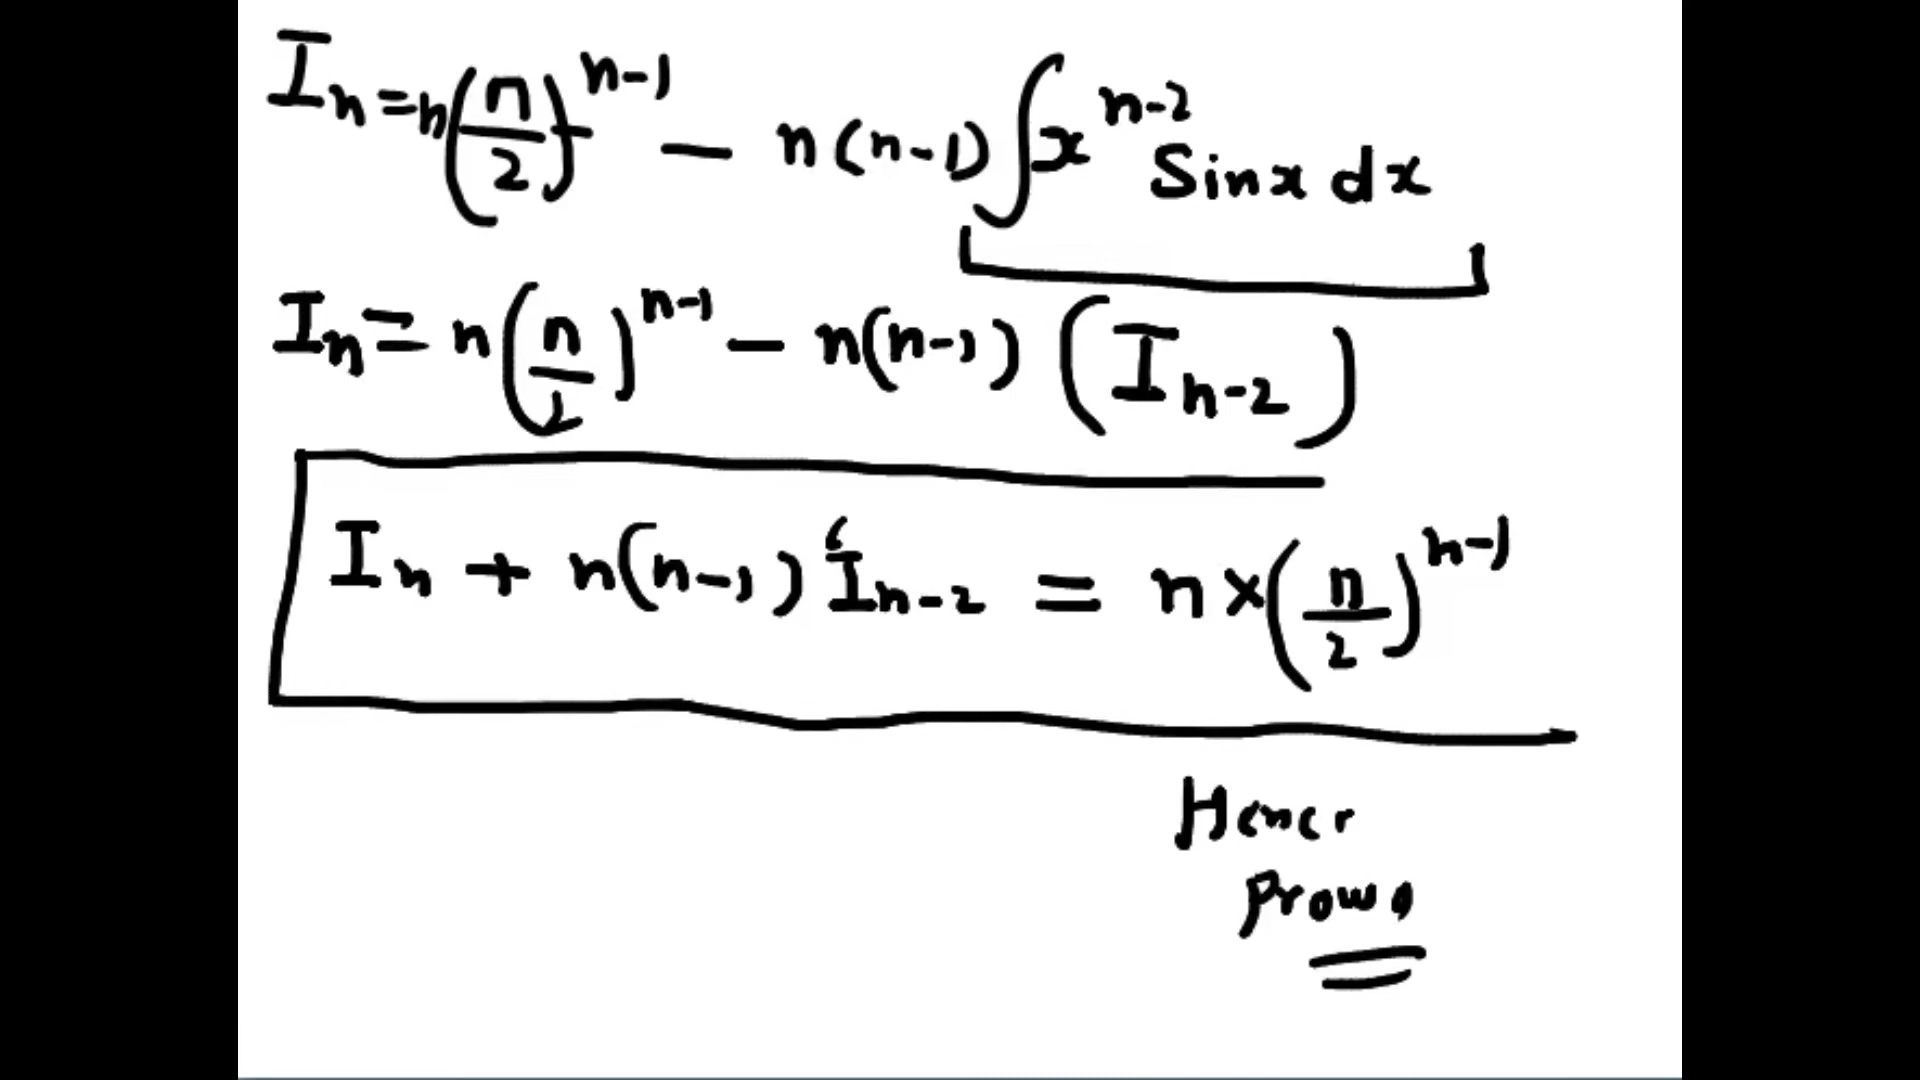 Iₙ = n(π/2)ⁿ⁻¹ − n(n-1) ∫ xⁿ⁻² Sinx dx
Iₙ = n(π/2)ⁿ⁻¹ − n(n-1) (Iₙ₋₂)
Iₙ + n(n-1) Iₙ₋₂ = n × (π/2)ⁿ⁻¹
Hence